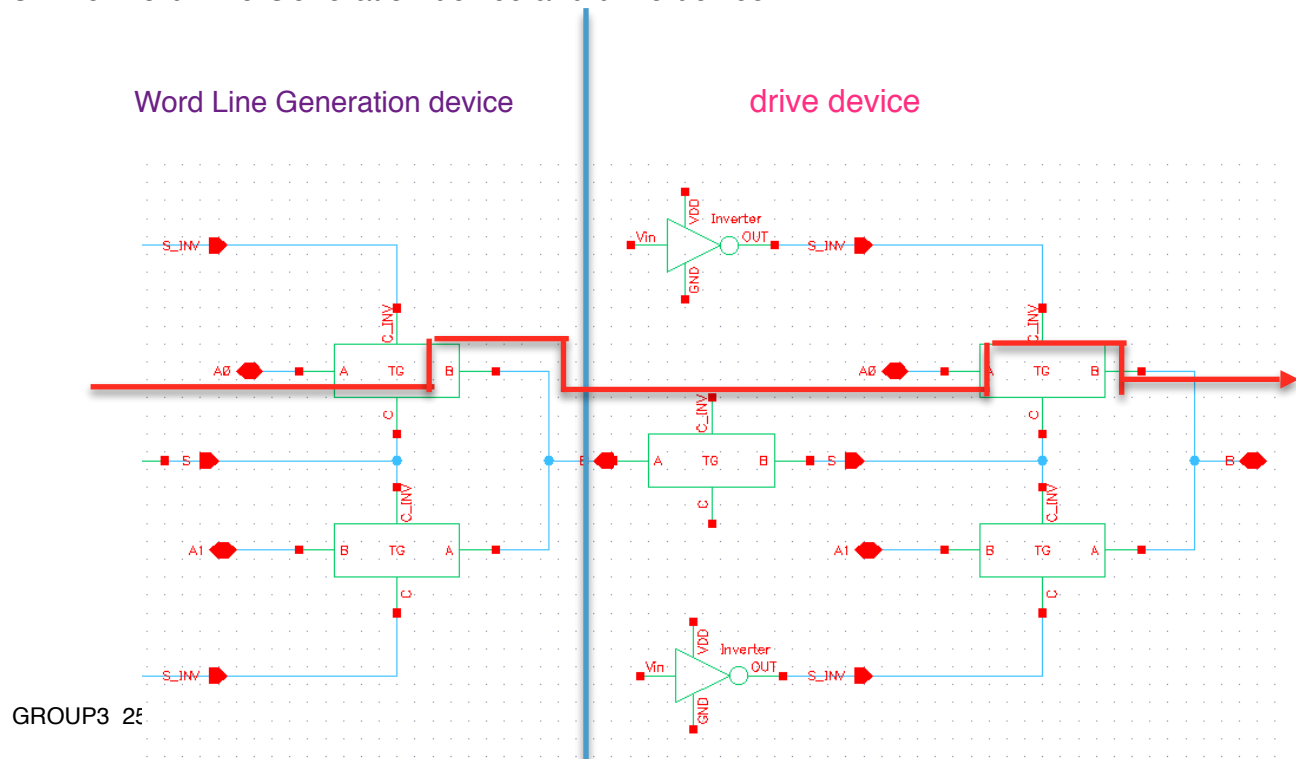 Word Line Generation device
drive device
VDD
Inverter
Vin
OUT
S_INV
S_INV
GND
C_INV
C_INV
A0
A
TG
B
A0
A
TG
B
C
C_INV
C
S
B
A
TG
B
S
B
C_INV
C
C_INV
A1
B
TG
A
A1
B
TG
A
C
C
VDD
Inverter
Vin
OUT
S_INV
S_INV
GND
GROUP3